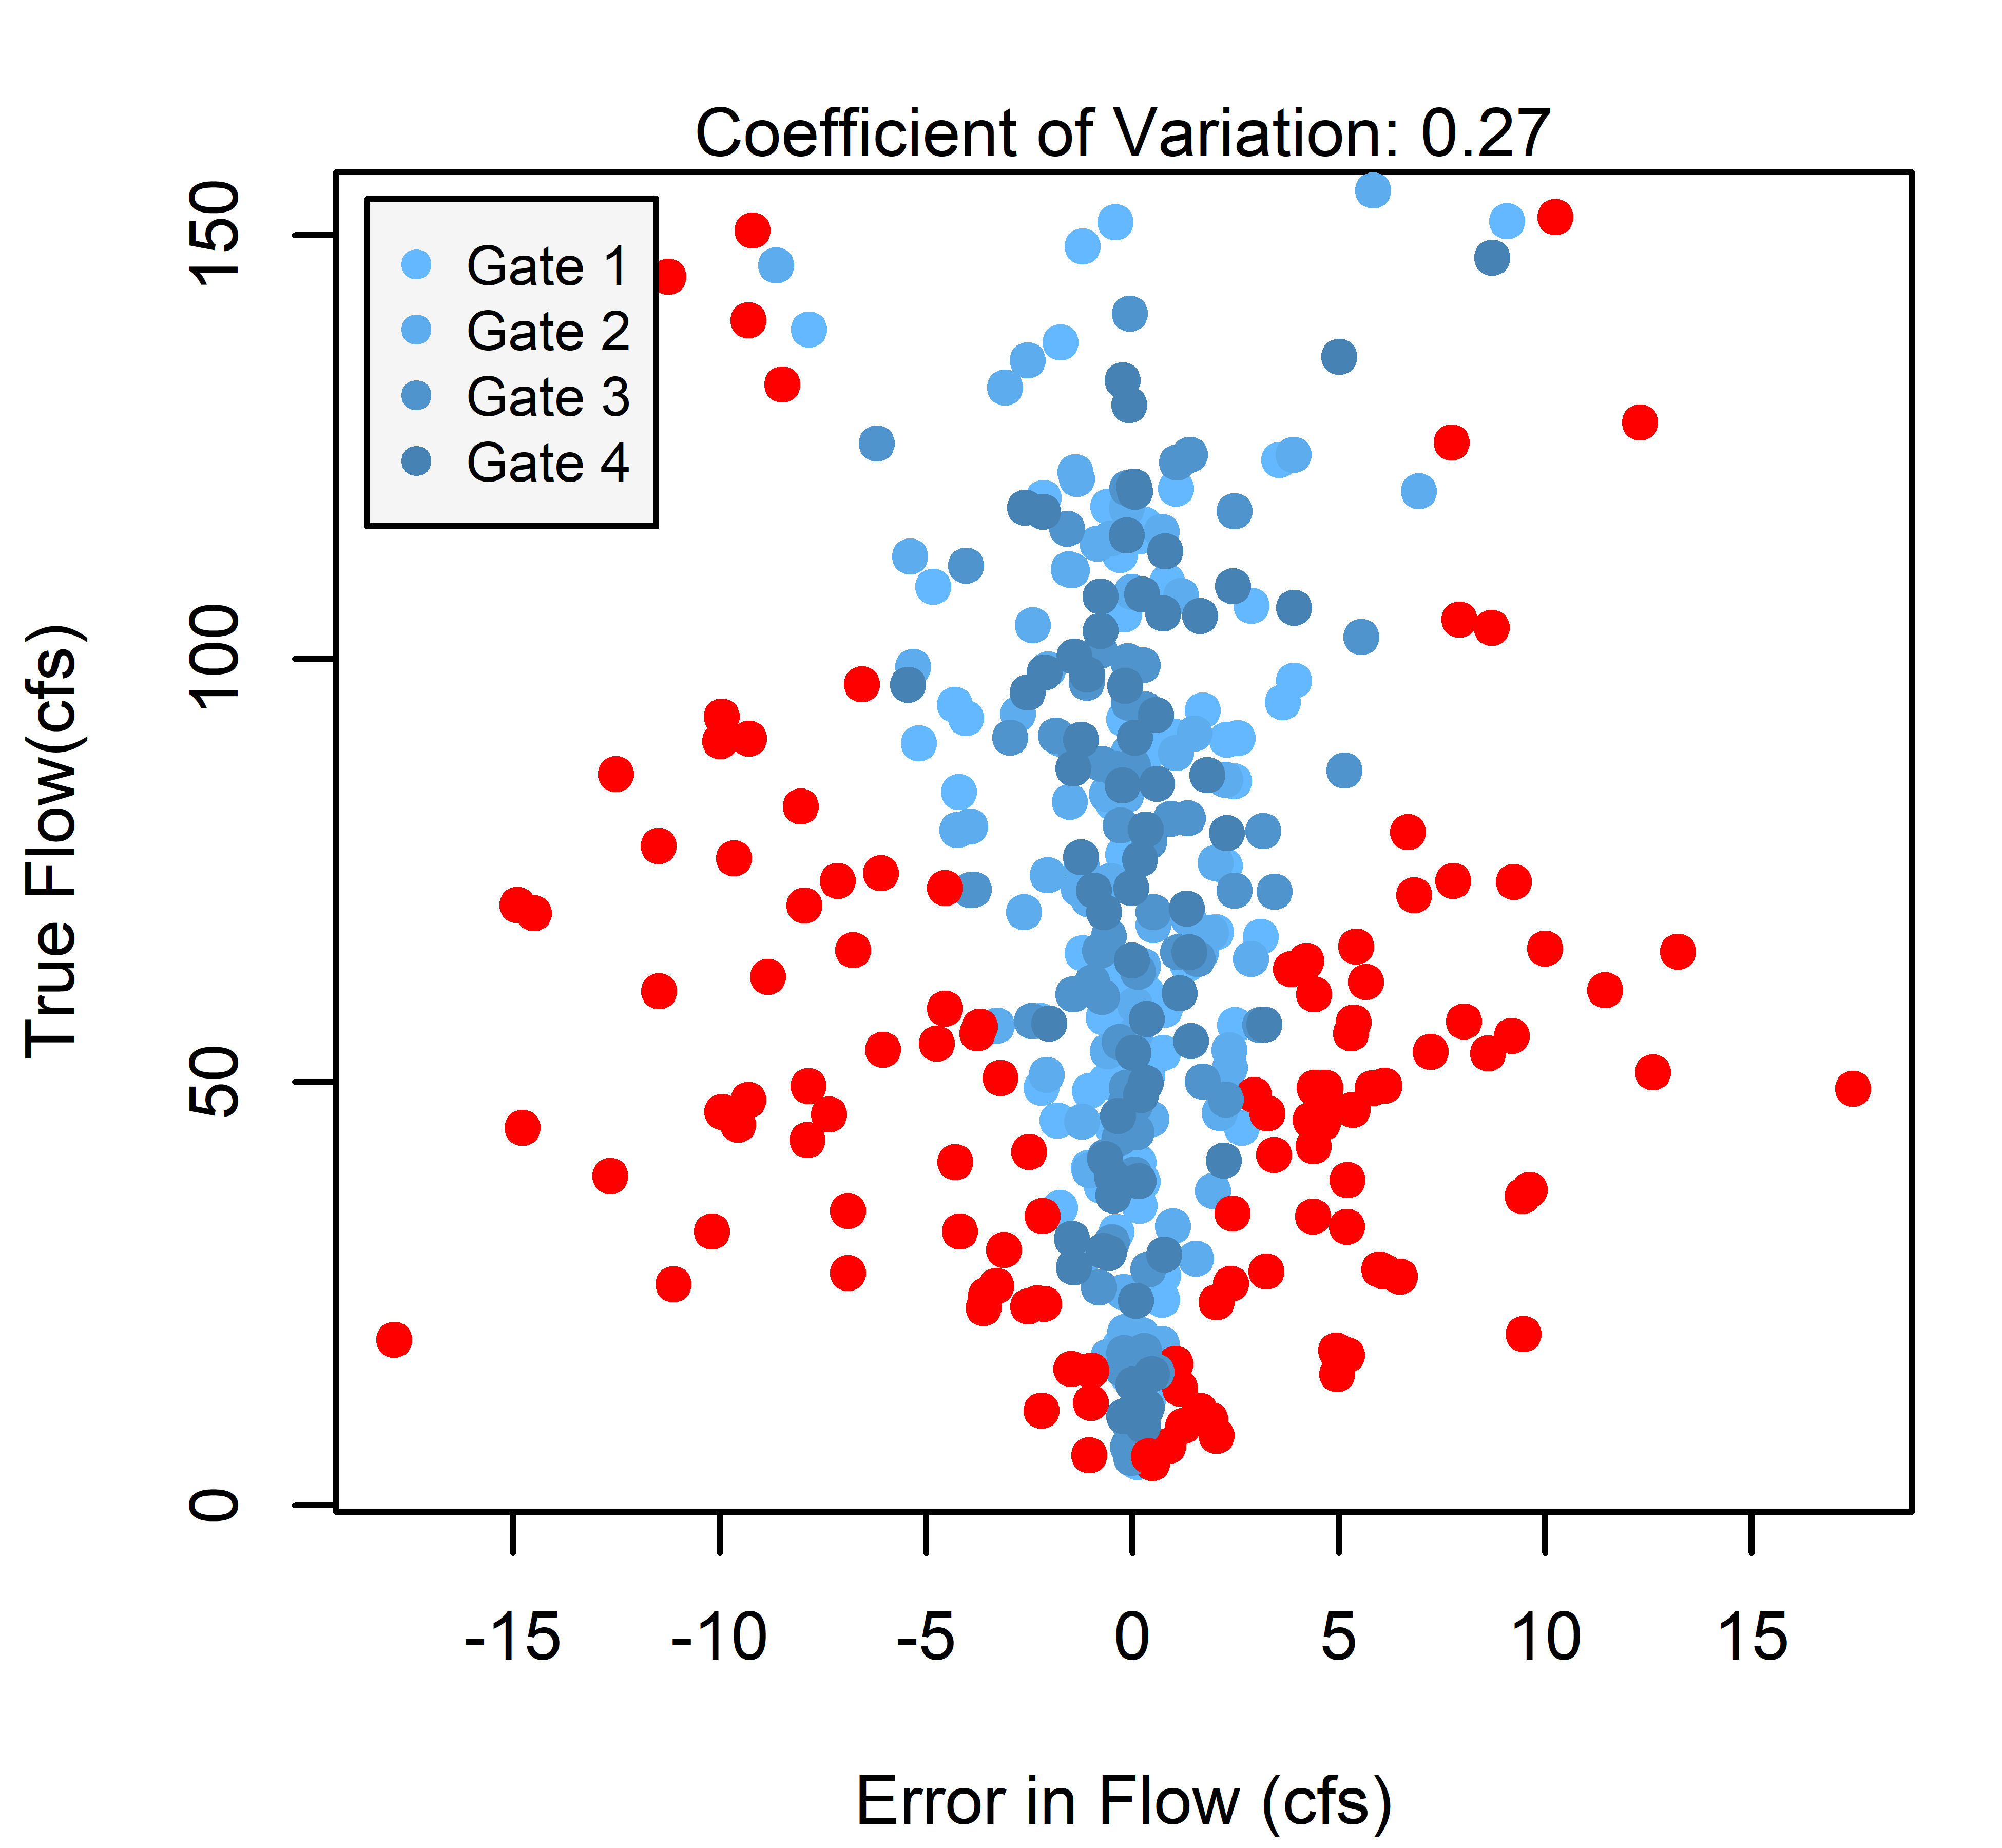 Coefficient of Variation: 0.27
Gate 1
Gate 2
Gate 3
Gate 4
True Flow(cfs)
150
100
50
0
-15 -10 -5 0 5 10 15
Error in Flow (cfs)